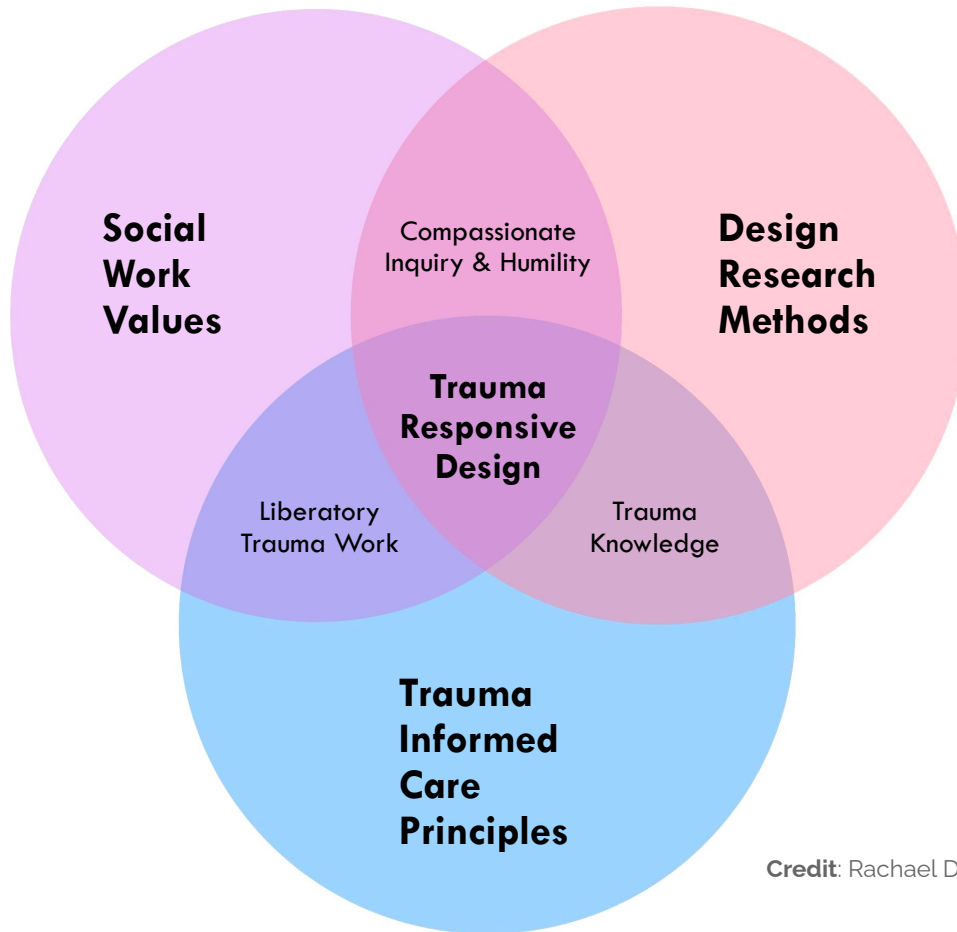 Social
Work
Values
Compassionate
Inquiry & Humility
Design
Research
Methods
Trauma
Responsive
Design
Liberatory
Trauma Work
Trauma
Knowledge
Trauma
Informed
Care
Principles
Credit: Rachael D